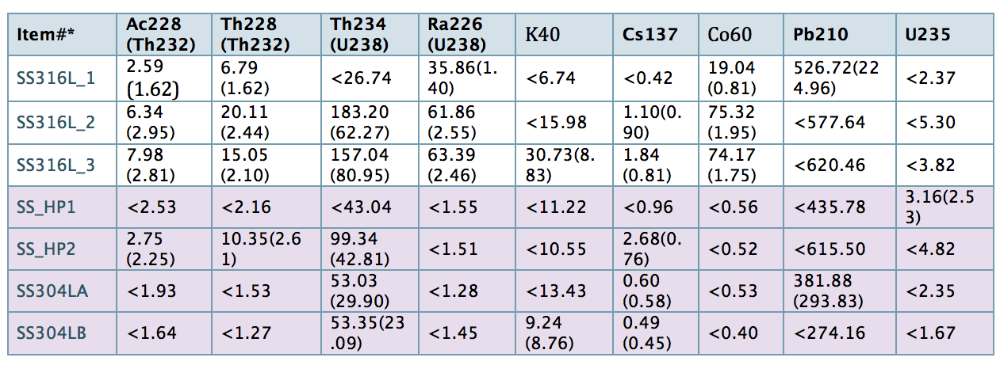 Item#* Ac228 (Th232) Th228 (Th232) Th234 (U238) Ra226 (U238) K40 Cs137 Co60 Pb210 U235
SS316L_1 2.59 (1.62) 6.79 (1.62) <26.74 35.86(1.40) <6.74 <0.42 19.04 (0.81) 526.72(224.96) <2.37
SS316L_2 6.34 (2.95) 20.11 (2.44) 183.20 (62.27) 61.86 (2.55) <15.98 1.10(0.90) 75.32 (1.95) <577.64 <5.30
SS316L_3 7.98 (2.81) 15.05 (2.10) 157.04 (80.95) 63.39 (2.46) 30.73(8.83) 1.84 (0.81) 74.17 (1.75) <620.46 <3.82
SS_HP1 <2.53 <2.16 <43.04 <1.55 <11.22 <0.96 <0.56 <435.78 3.16(2.53)
SS_HP2 2.75 (2.25) 10.35(2.61) 99.34 (42.81) <1.51 <10.55 2.68(0.76) <0.52 <615.50 <4.82
SS304LA <1.93 <1.53 53.03 (29.90) <1.28 <13.43 0.60 (0.58) <0.53 381.88 (293.83) <2.35
SS304LB <1.64 <1.27 53.35(23.09) <1.45 9.24 (8.76) 0.49 (0.45) <0.40 <274.16 <1.67